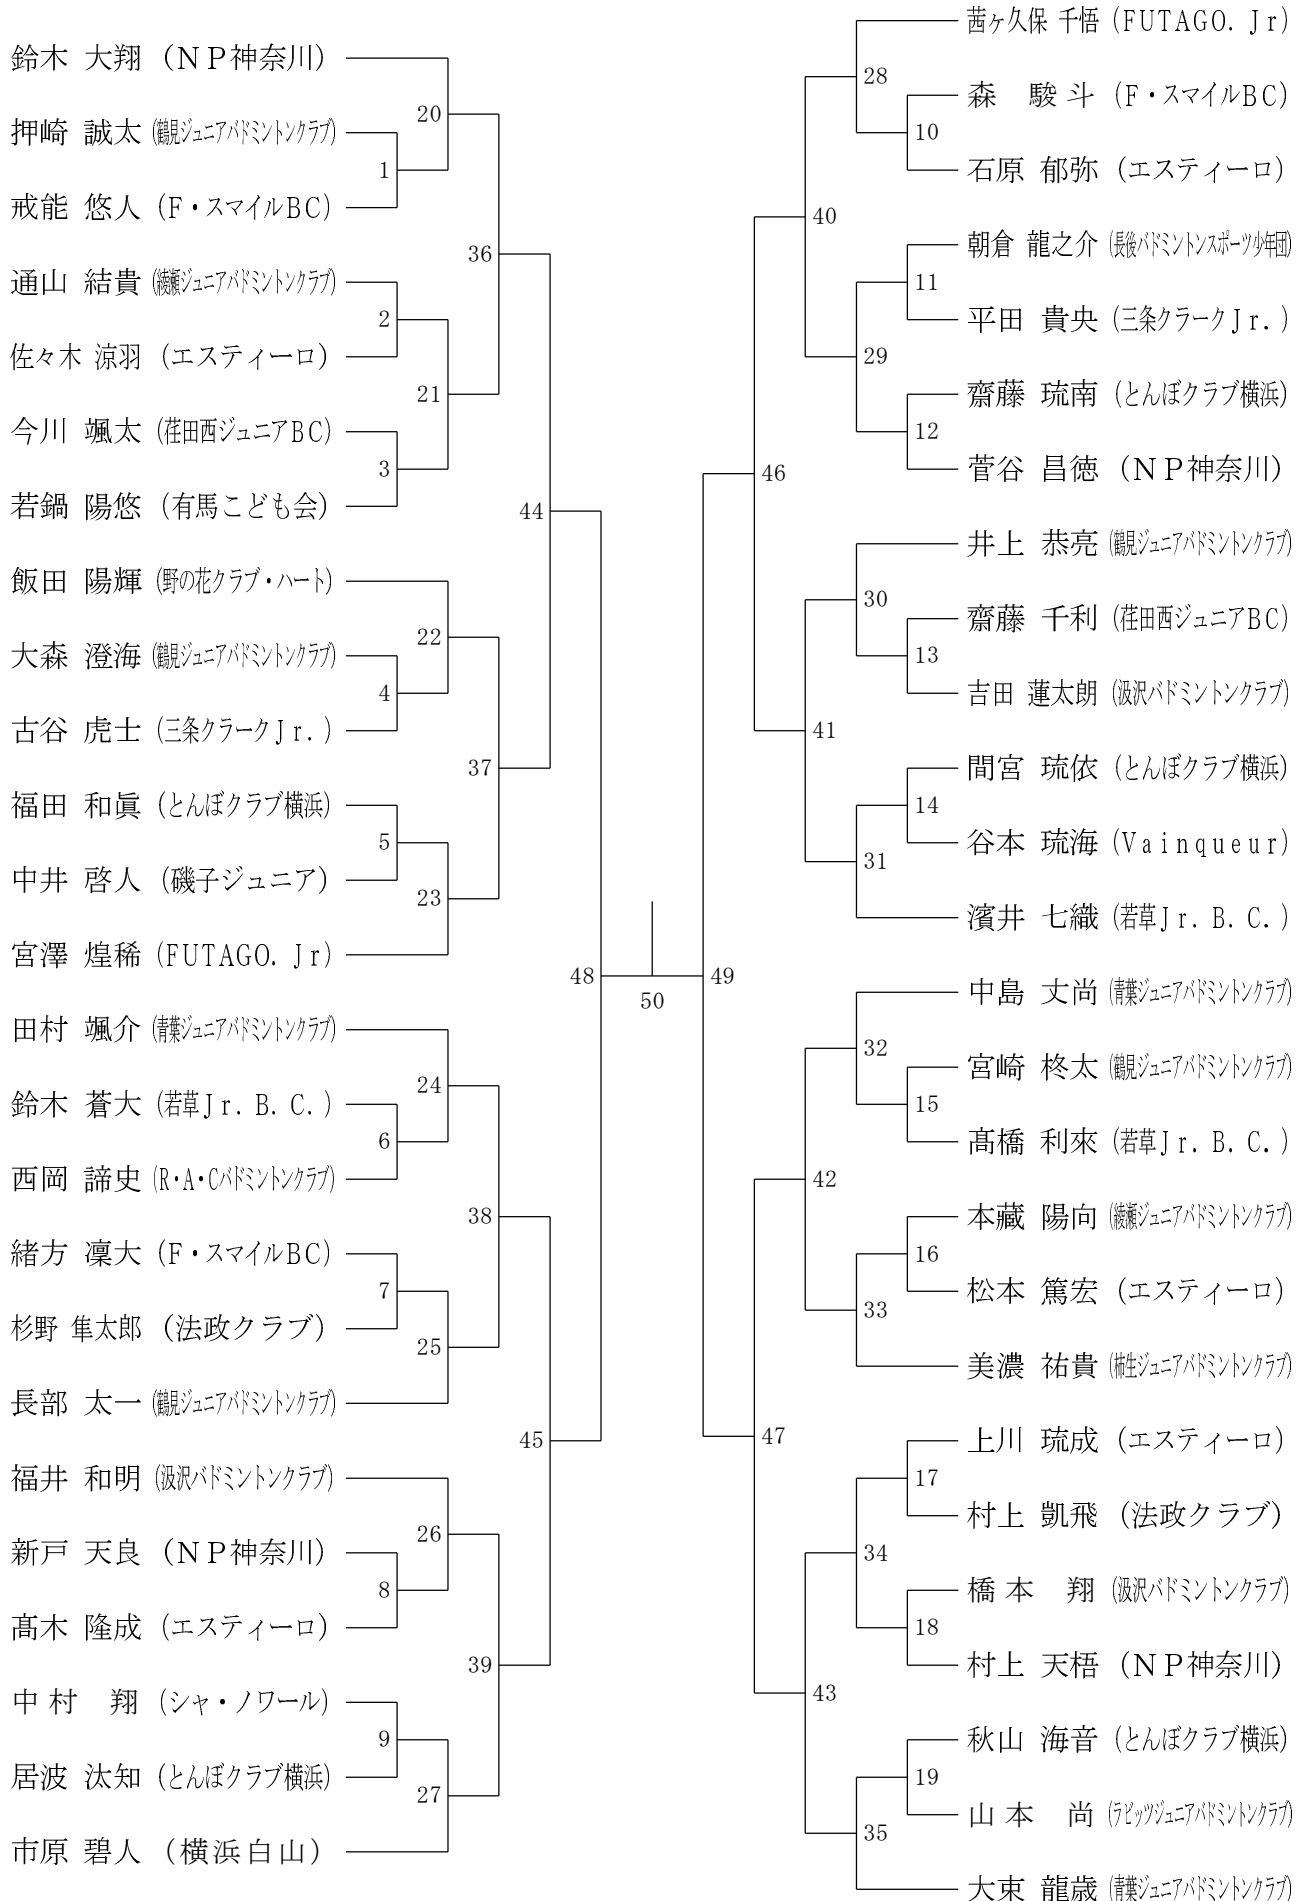 鈴木 大翔 (ＮＰ神奈川)
押崎 誠太 (鶴見ジュニアバドミントンクラブ)
戒能 悠人 (F・スマイルBC)
通山 結貴 (綾瀬ジュニアバドミントンクラブ)
佐々木 涼羽 (エスティーロ)
今川 颯太 (荏田西ジュニアBC)
若鍋 陽悠 (有馬こども会)
飯田 陽輝 (野の花クラブ・ハート)
大森 澄海 (鶴見ジュニアバドミントンクラブ)
古谷 虎士 (三条クラークJr.)
福田 和眞 (とんぼクラブ横浜)
中井 啓人 (磯子ジュニア)
宮澤 煌稀 (FUTAGO. Jr)
田村 颯介 (青葉ジュニアバドミントンクラブ)
鈴木 蒼大 (若草Jr. B. C.)
西岡 諦史 (R・A・Cバドミントンクラブ)
緒方 凜大 (F・スマイルBC)
杉野 隼太郎 (法政クラブ)
長部 太一 (鶴見ジュニアバドミントンクラブ)
福井 和明 (汲沢バドミントンクラブ)
新戸 天良 (ＮＰ神奈川)
髙木 隆成 (エスティーロ)
中村 翔 (シャ・ノワール)
居波 汰知 (とんぼクラブ横浜)
市原 碧人 (横浜白山)
1
2
3
4
5
6
7
8
9
20
21
22
23
24
25
26
27
36
37
38
39
44
45
48
50
49
46
47
40
41
42
43
28
29
30
31
32
33
34
35
10
11
12
13
14
15
16
17
18
19
茜ヶ久保 千悟 (FUTAGO. Jr)
森 駿斗 (F・スマイルBC)
石原 郁弥 (エスティーロ)
朝倉 龍之介 (長後バドミントンスポーツ少年団)
平田 貴央 (三条クラークJr.)
齋藤 琉南 (とんぼクラブ横浜)
菅谷 昌徳 (ＮＰ神奈川)
井上 恭亮 (鶴見ジュニアバドミントンクラブ)
齋藤 千利 (荏田西ジュニアBC)
吉田 蓮太朗 (汲沢バドミントンクラブ)
間宮 琉依 (とんぼクラブ横浜)
谷本 琉海 (Vainqueur)
濱井 七織 (若草Jr. B. C.)
中島 丈尚 (青葉ジュニアバドミントンクラブ)
宮崎 柊太 (鶴見ジュニアバドミントンクラブ)
髙橋 利來 (若草Jr. B. C.)
本藏 陽向 (綾瀬ジュニアバドミントンクラブ)
松本 篤宏 (エスティーロ)
美濃 祐貴 (柿生ジュニアバドミントンクラブ)
上川 琉成 (エスティーロ)
村上 凱飛 (法政クラブ)
橋本 翔 (汲沢バドミントンクラブ)
村上 天梧 (ＮＰ神奈川)
秋山 海音 (とんぼクラブ横浜)
山本 尚 (ラビッツジュニアバドミントンクラブ)
大東 龍歳 (青葉ジュニアバドミントンクラブ)